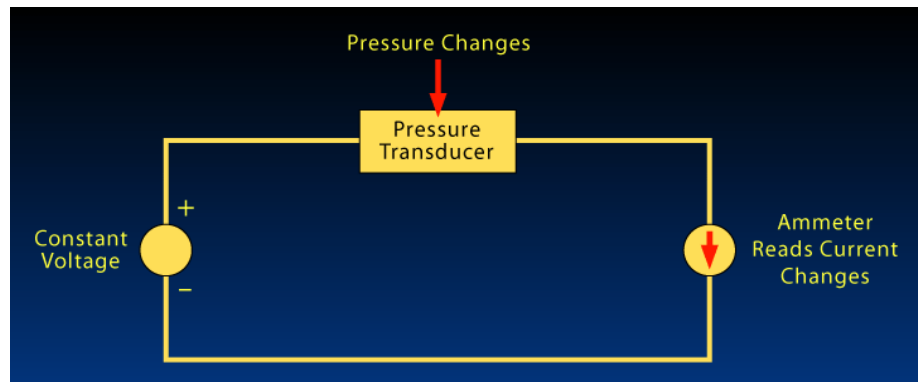 Pressure Changes
Pressure
Transducer
+
Constant
Voltage
−
Ammeter
Reads Current
Changes